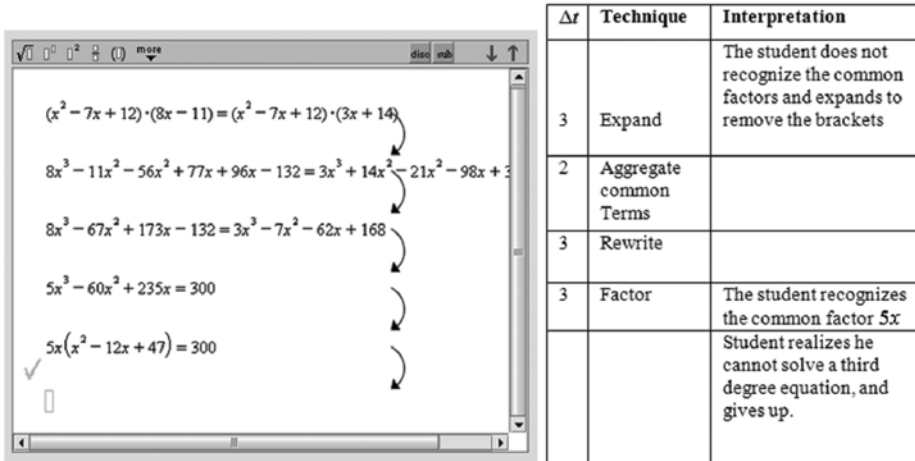 more
disc sub
(x² − 7x + 12)·(8x − 11) = (x² − 7x + 12)·(3x + 14)
8x³ − 11x² − 56x² + 77x + 96x − 132 = 3x³ + 14x² − 21x² − 98x + 3
8x³ − 67x² + 173x − 132 = 3x³ − 7x² − 62x + 168
5x³ − 60x² + 235x = 300
5x(x² − 12x + 47) = 300
Δt Technique Interpretation
The student does not
recognize the common
factors and expands to
3 Expand remove the brackets
2 Aggregate
common
Terms
3 Rewrite
3 Factor The student recognizes
the common factor 5x
Student realizes he
cannot solve a third
degree equation, and
gives up.